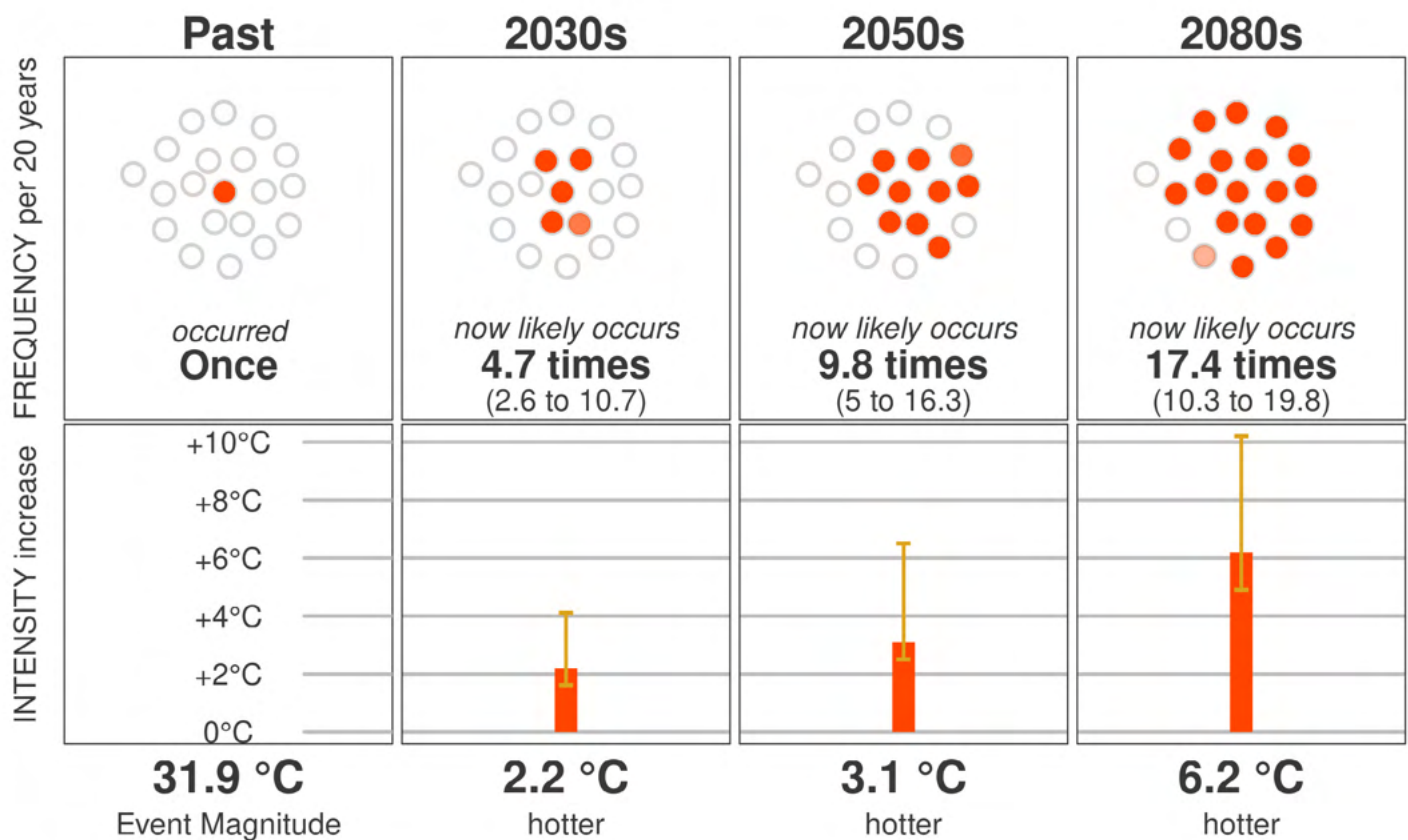 Past
2030s
2050s
2080s
FREQUENCY per 20 years
occurred
Once
now likely occurs
4.7 times
(2.6 to 10.7)
now likely occurs
9.8 times
(5 to 16.3)
now likely occurs
17.4 times
(10.3 to 19.8)
INTENSITY increase
+10°C
+8°C
+6°C
+4°C
+2°C
0°C
31.9 °C
Event Magnitude
2.2 °C
hotter
3.1 °C
hotter
6.2 °C
hotter